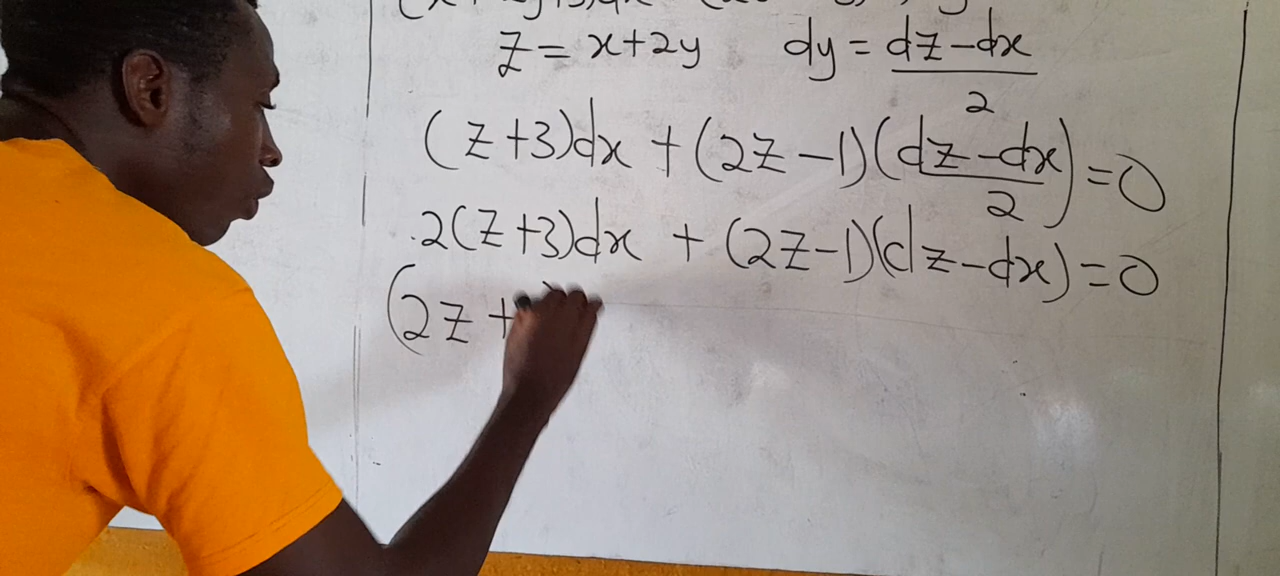 z = x+2y dy = dz-dx/2
(z+3)dx + (2z-1)(dz-dx/2)=0
2(z+3)dx + (2z-1)(dz-dx)=0
(2z+